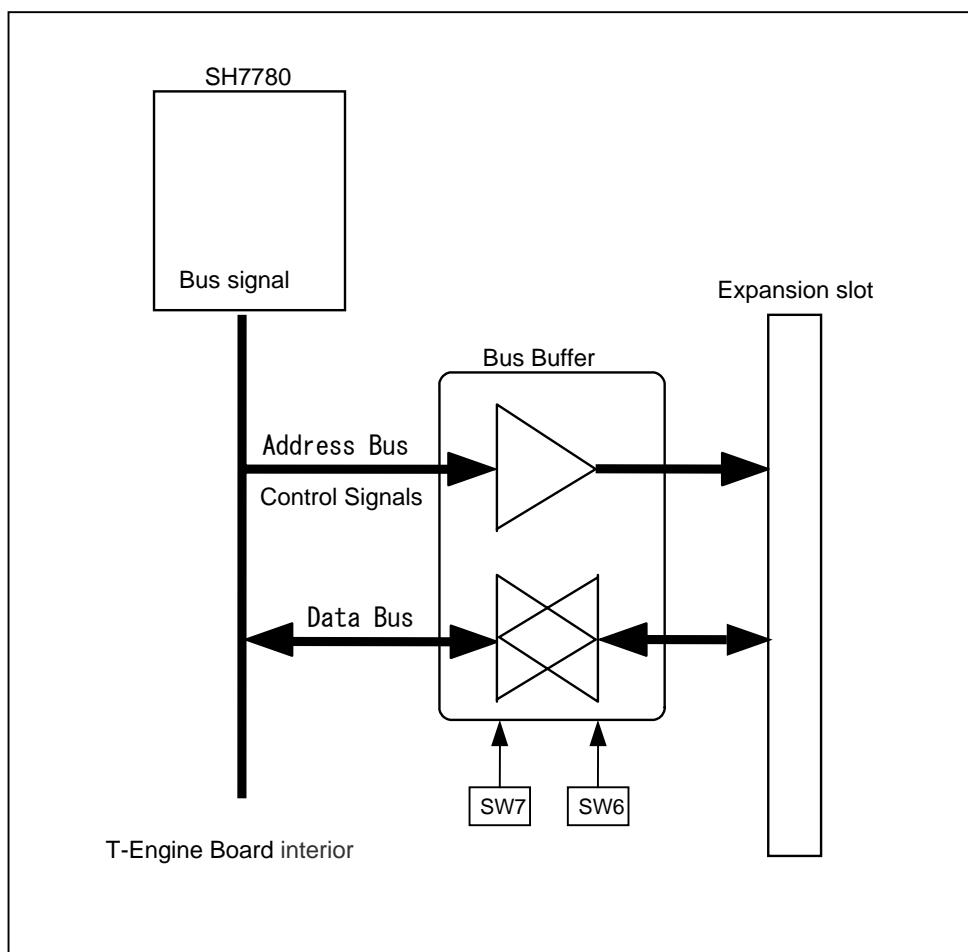 SH7780
Bus signal
Expansion slot
Bus Buffer
Address Bus
Control Signals
Data Bus
SW7
SW6
T-Engine Board interior